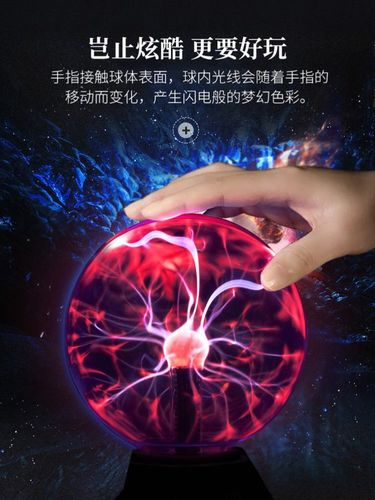 岂止炫酷 更要好玩
手指接触球体表面，球内光线会随着手指的
移动而变化，产生闪电般的梦幻色彩。